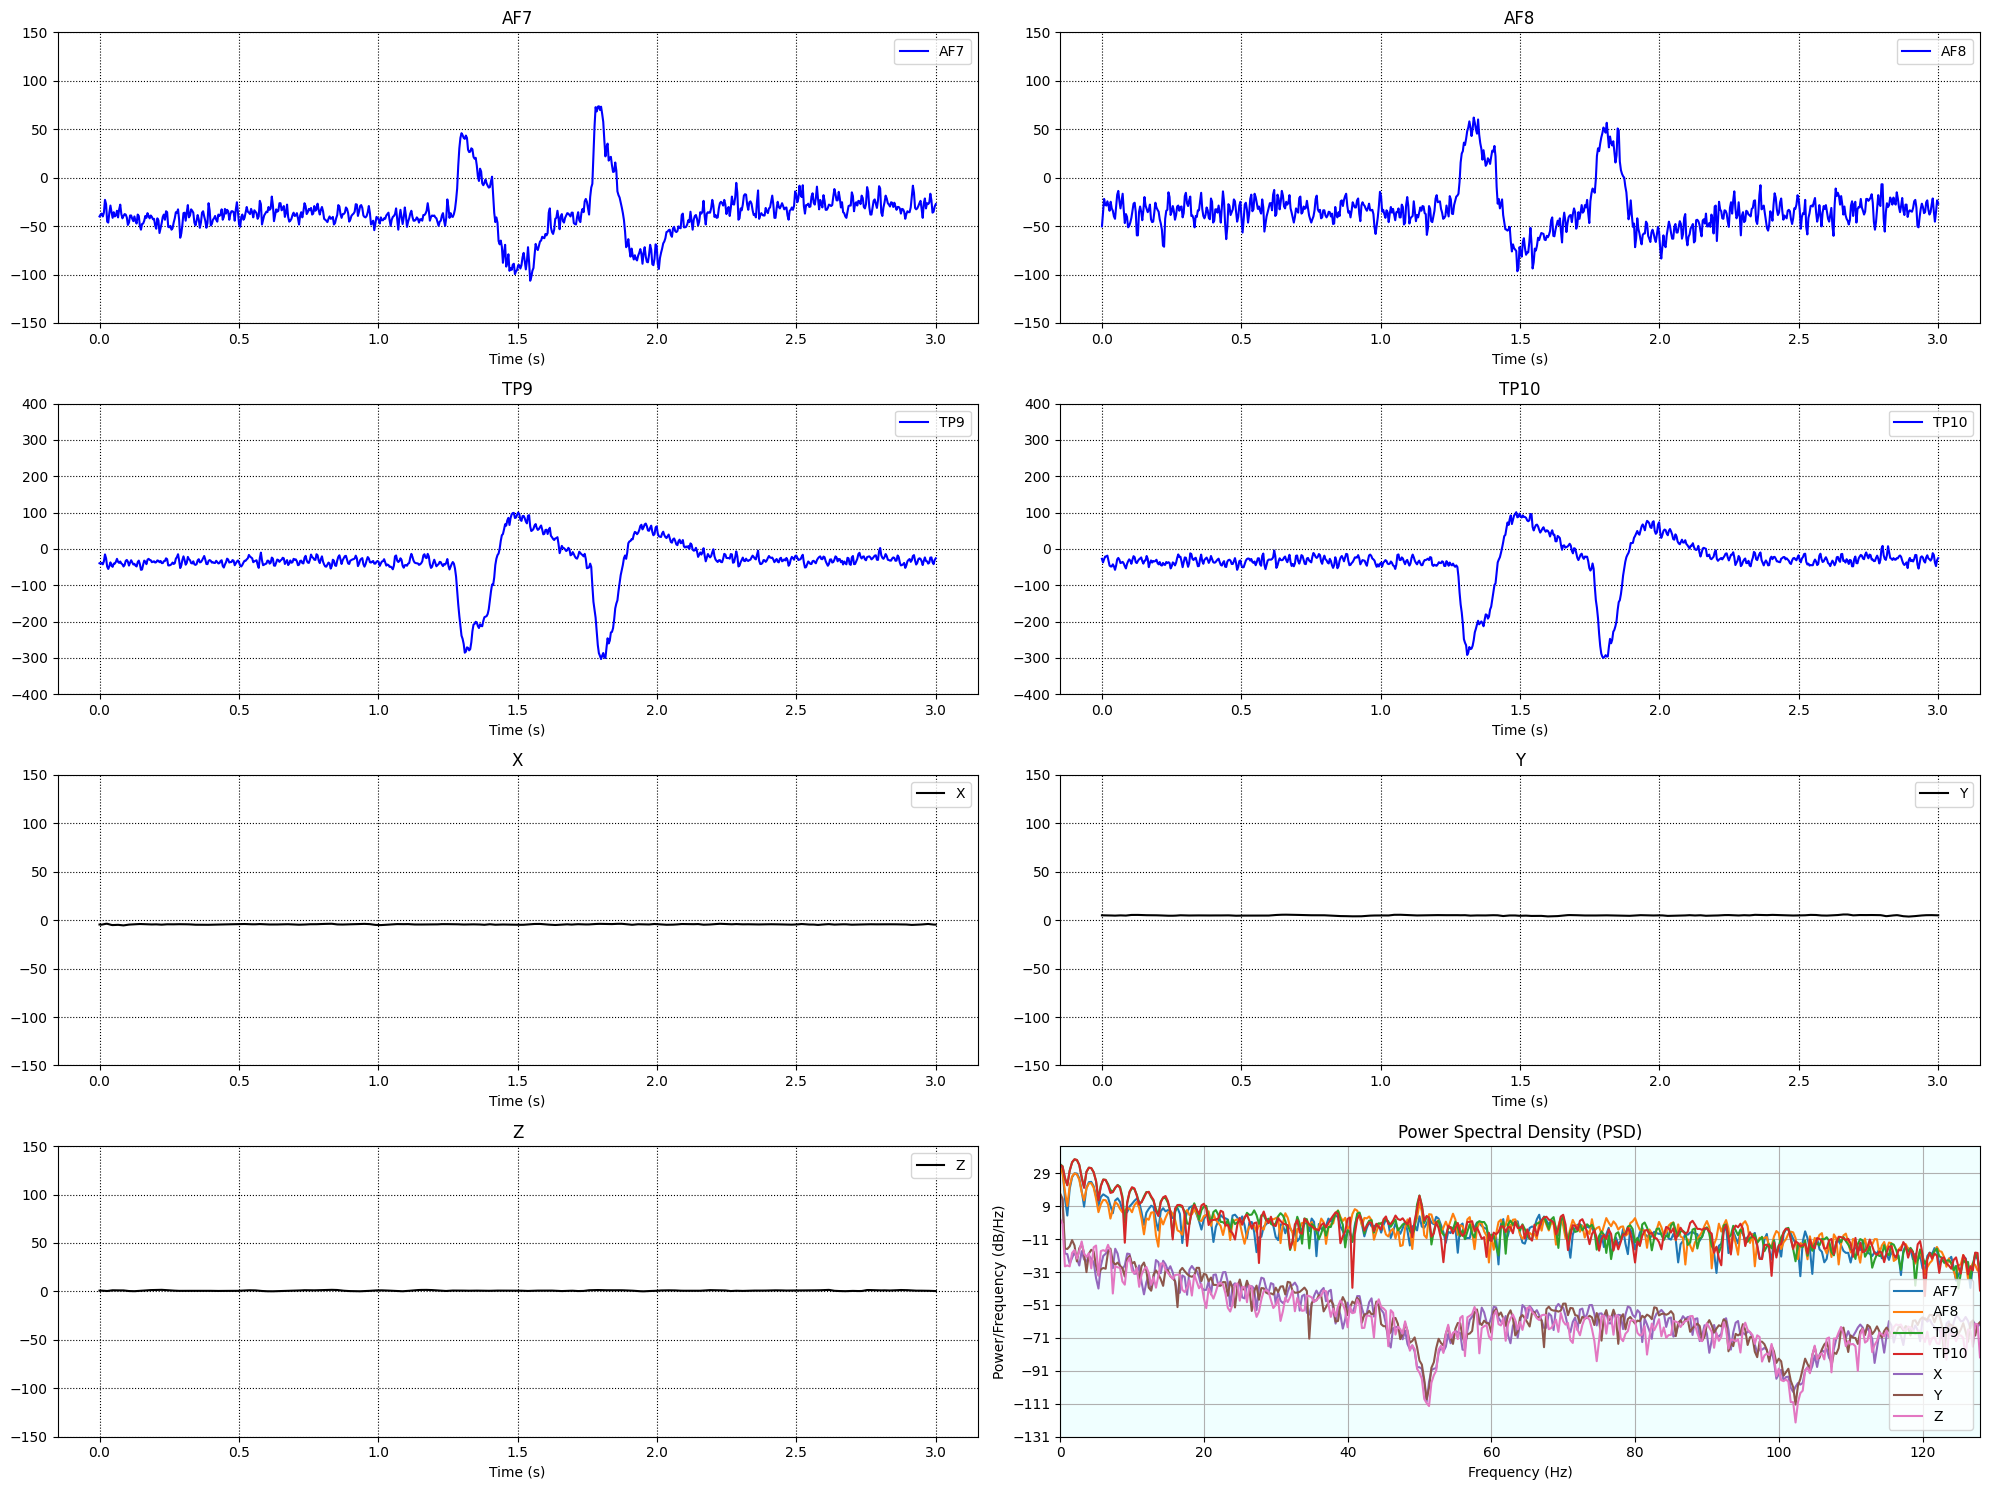 AF7
AF8
150
100
50
0
−50
−100
−150
AF7
150
100
50
0
−50
−100
−150
AF8
0.0 0.5 1.0 1.5 2.0 2.5 3.0
Time (s)
0.0 0.5 1.0 1.5 2.0 2.5 3.0
Time (s)
TP9
TP10
400
300
200
100
0
−100
−200
−300
−400
TP9
400
300
200
100
0
−100
−200
−300
−400
TP10
0.0 0.5 1.0 1.5 2.0 2.5 3.0
Time (s)
0.0 0.5 1.0 1.5 2.0 2.5 3.0
Time (s)
X
Y
150
100
50
0
−50
−100
−150
X
150
100
50
0
−50
−100
−150
Y
0.0 0.5 1.0 1.5 2.0 2.5 3.0
Time (s)
0.0 0.5 1.0 1.5 2.0 2.5 3.0
Time (s)
Z
Power Spectral Density (PSD)
150
100
50
0
−50
−100
−150
Z
0.0 0.5 1.0 1.5 2.0 2.5 3.0
Time (s)
Power/Frequency (dB/Hz)
29
9
−11
−31
−51
−71
−91
−111
−131
AF7
AF8
TP9
TP10
X
Y
Z
0 20 40 60 80 100 120
Frequency (Hz)